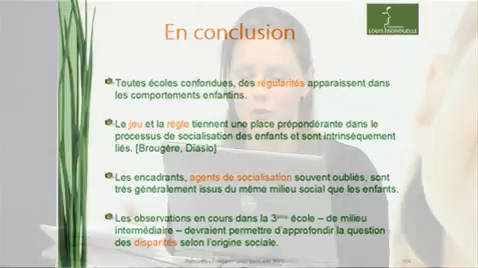 En conclusion
LOUIS BONDUELLE
Toutes écoles confondues, des régularités apparaissent dans
les comportements enfantins.
Le jeu et la règle tiennent une place prépondérante dans le
processus de socialisation des enfants et sont intrinsèquement
liés. [Brougère, Diasio]
Les encadrants, agents de socialisation souvent oubliés, sont
très généralement issus du même milieu social que les enfants.
Les observations en cours dans la 3ème école – de milieu
intermédiaire – devraient permettre d'approfondir la question
des disparités selon l'origine sociale.